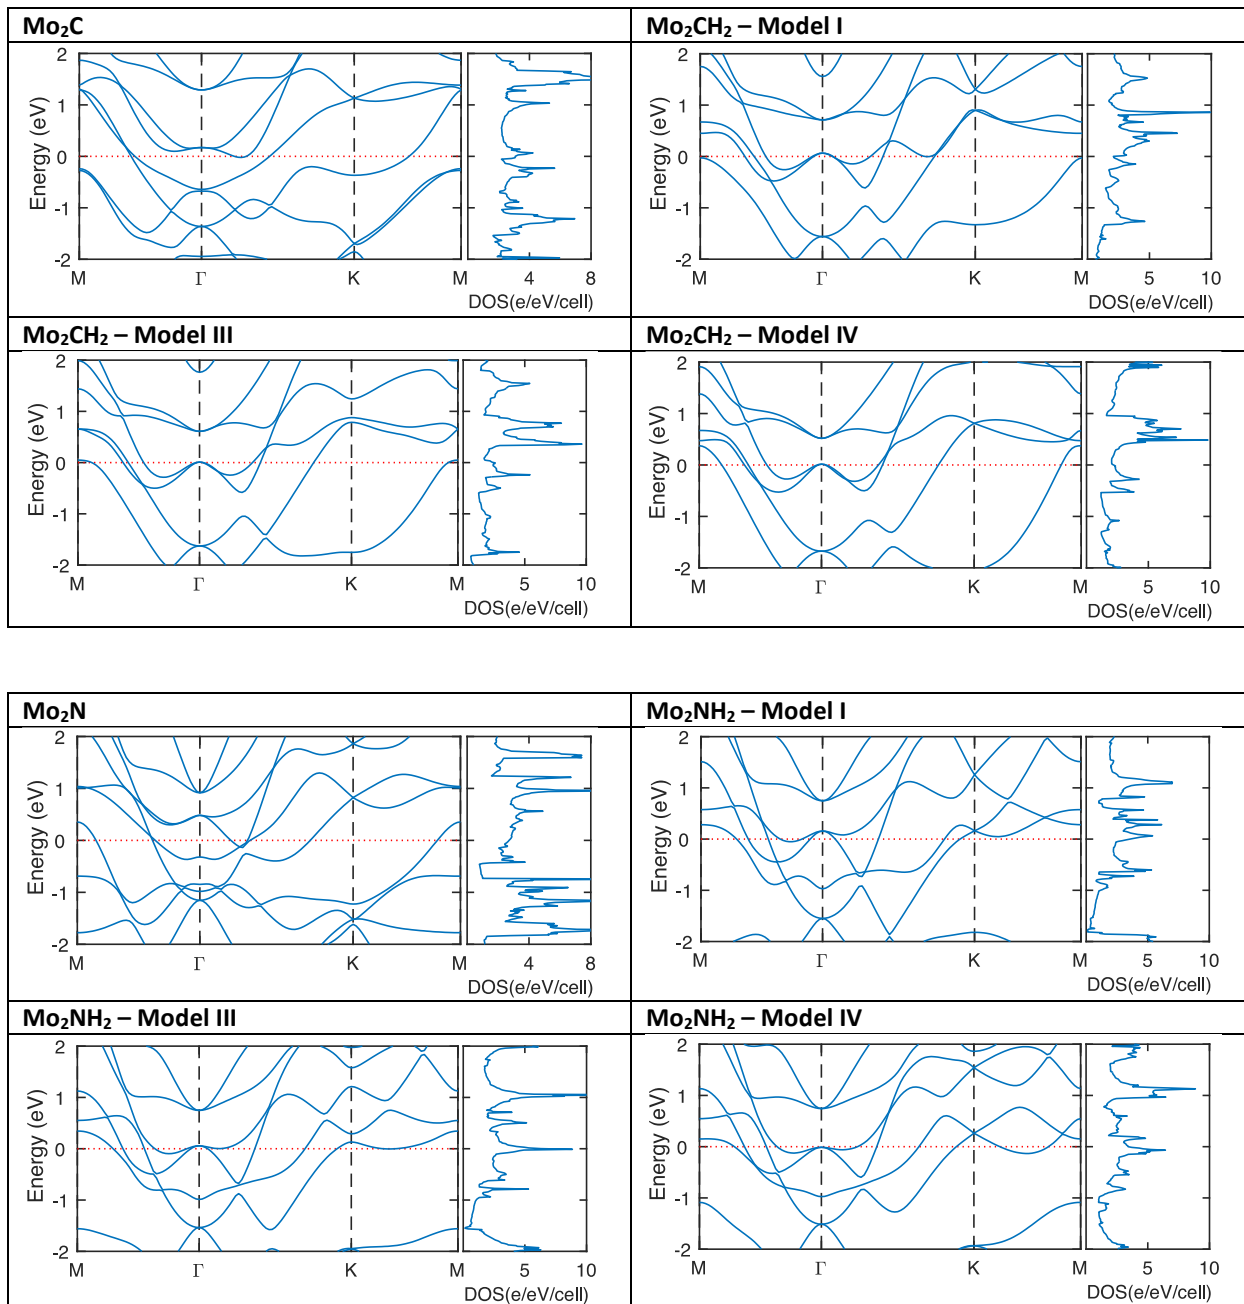 Mo₂C
Mo₂CH₂ – Model I
Energy (eV)
2
1
0
-1
-2
M Γ K M
4 8
DOS(e/eV/cell)
Energy (eV)
2
1
0
-1
-2
M Γ K M
5 10
DOS(e/eV/cell)
Mo₂CH₂ – Model III
Mo₂CH₂ – Model IV
Energy (eV)
2
1
0
-1
-2
M Γ K M
5 10
DOS(e/eV/cell)
Energy (eV)
2
1
0
-1
-2
M Γ K M
5 10
DOS(e/eV/cell)
Mo₂N
Mo₂NH₂ – Model I
Energy (eV)
2
1
0
-1
-2
M Γ K M
4 8
DOS(e/eV/cell)
Energy (eV)
2
1
0
-1
-2
M Γ K M
5 10
DOS(e/eV/cell)
Mo₂NH₂ – Model III
Mo₂NH₂ – Model IV
Energy (eV)
2
1
0
-1
-2
M Γ K M
5 10
DOS(e/eV/cell)
Energy (eV)
2
1
0
-1
-2
M Γ K M
5 10
DOS(e/eV/cell)